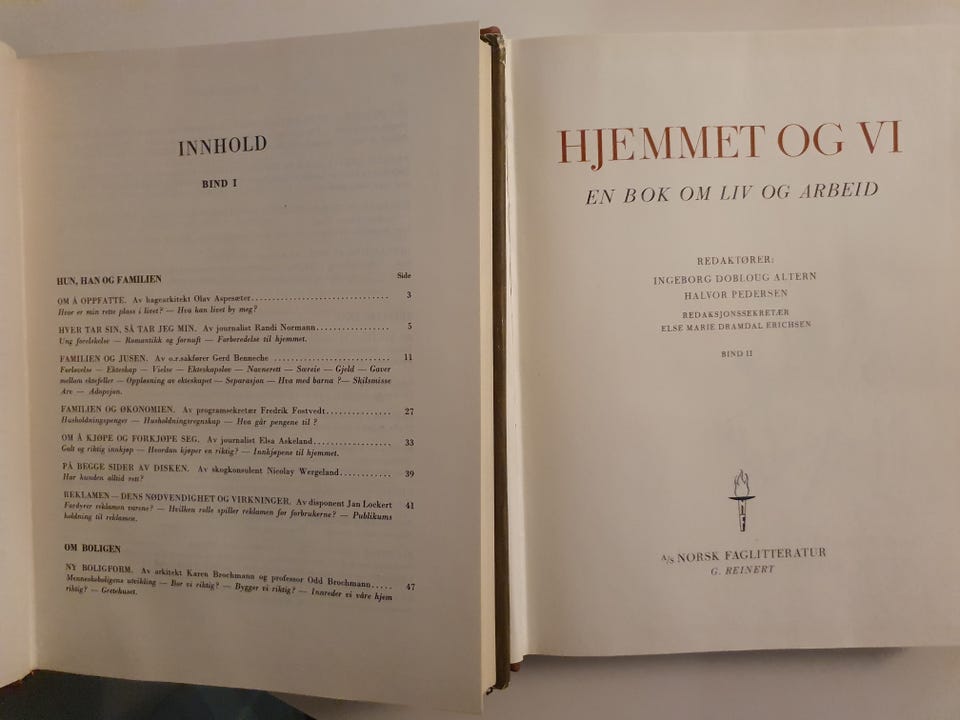 INNHOLD
BIND I
Side
HUN, HAN OG FAMILIEN
OM Å OPPFATTE. Av hagearkitekt Olav Aspesæter. . . . . . . . . . . . . . . . . . . . . . . . . . . . . . 3
Hvor er min rette plass i livet? — Hva kan livet by meg?
HVER TAR SIN, SÅ TAR JEG MIN. Av journalist Randi Normann. . . . . . . . . . . . . . . . 5
Ung forelskelse — Romantikk og fornuft — Forberedelse til hjemmet.
FAMILIEN OG JUSEN. Av o.r.sakfører Gerd Benneche . . . . . . . . . . . . . . . . . . . . . . . . . 11
Forlovelse — Ekteskap — Vielse — Ekteskapsløs — Navnerett — Særeie — Gjeld — Gaver
mellom ektefeller — Oppløsning av ekteskapet — Separasjon — Hva med barna ?— Skilsmisse
Arv — Adopsjon.
FAMILIEN OG ØKONOMIEN. Av programsekretær Fredrik Fostvedt. . . . . . . . . . . . . . 27
Husholdningspenger — Husholdningsregnskap — Hva går pengene til ?
OM Å KJØPE OG FORKJØPE SEG. Av journalist Elsa Askeland. . . . . . . . . . . . . . . . . 33
Galt og riktig innkjøp — Hvordan kjøper en riktig? — Innkjøpene til hjemmet.
PÅ BEGGE SIDER AV DISKEN. Av skogkonsulent Nicolay Wergeland. . . . . . . . . . . 39
Har kunden alltid rett?
REKLAMEN — DENS NØDVENDIGHET OG VIRKNINGER. Av disponent Jan Lockert 41
Fordyrer reklamen varene? — Hvilken rolle spiller reklamen for forbrukerne? — Publikums
holdning til reklamen.
OM BOLIGEN
NY BOLIGFORM. Av arkitekt Karen Brochmann og professor Odd Brochmann. . . . . 47
Menneskeboligens utvikling — Bor vi riktig? — Bygger vi riktig? — Innreder vi våre hjem
riktig? — Gretehuset.
HJEMMET OG VI
EN BOK OM LIV OG ARBEID
REDAKTØRER:
INGEBORG DOBLOUG ALTERN
HALVOR PEDERSEN
REDAKSJONSSEKRETÆR
ELSE MARIE DRAMDAL ERICHSEN
BIND II
A/S NORSK FAGLITTERATUR
G. REINERT